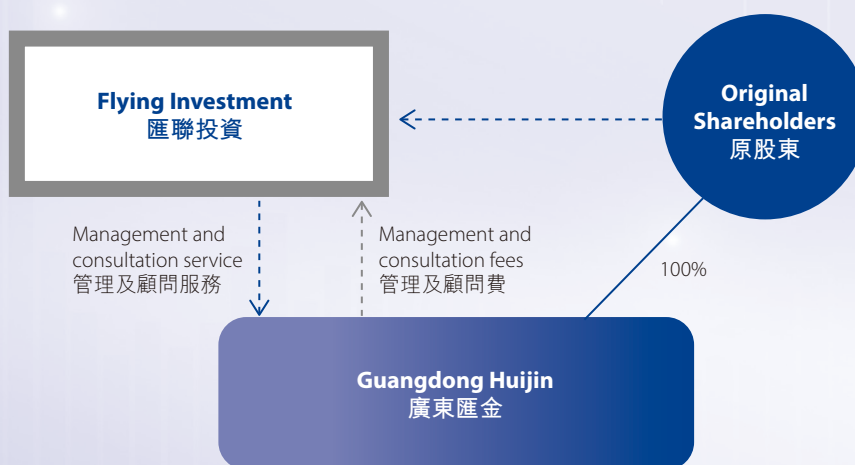 Flying Investment
匯聯投資
Original
Shareholders
原股東
Management and
consultation service
管理及顧問服務
Management and
consultation fees
管理及顧問費
100%
Guangdong Huijin
廣東匯金